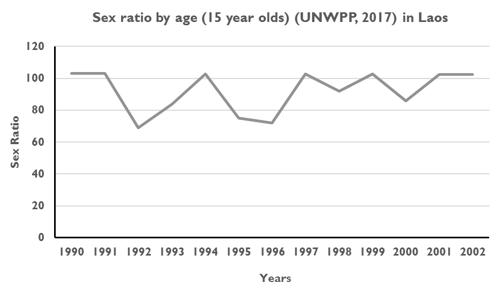 Sex ratio by age (15 year olds) (UNWPP, 2017) in Laos
120
100
80
60
40
20
0
Sex Ratio
1990 1991 1992 1993 1994 1995 1996 1997 1998 1999 2000 2001 2002
Years